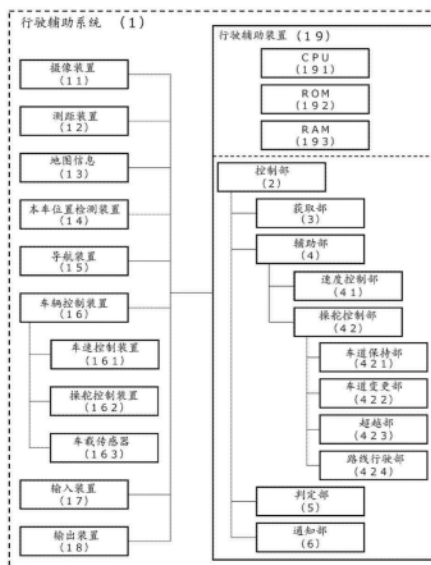 行驶辅助系统 (1)
摄像装置
(11)
测距装置
(12)
地图信息
(13)
本车位置检测装置
(14)
导航装置
(15)
车辆控制装置
(16)
车速控制装置
(161)
操舵控制装置
(162)
车载传感器
(163)
输入装置
(17)
输出装置
(18)
行驶辅助装置 (19)
CPU
(191)
ROM
(192)
RAM
(193)
控制部
(2)
获取部
(3)
辅助部
(4)
速度控制部
(41)
操舵控制部
(42)
车道保持部
(421)
车道变更部
(422)
超越部
(423)
路线行驶部
(424)
判定部
(5)
通知部
(6)